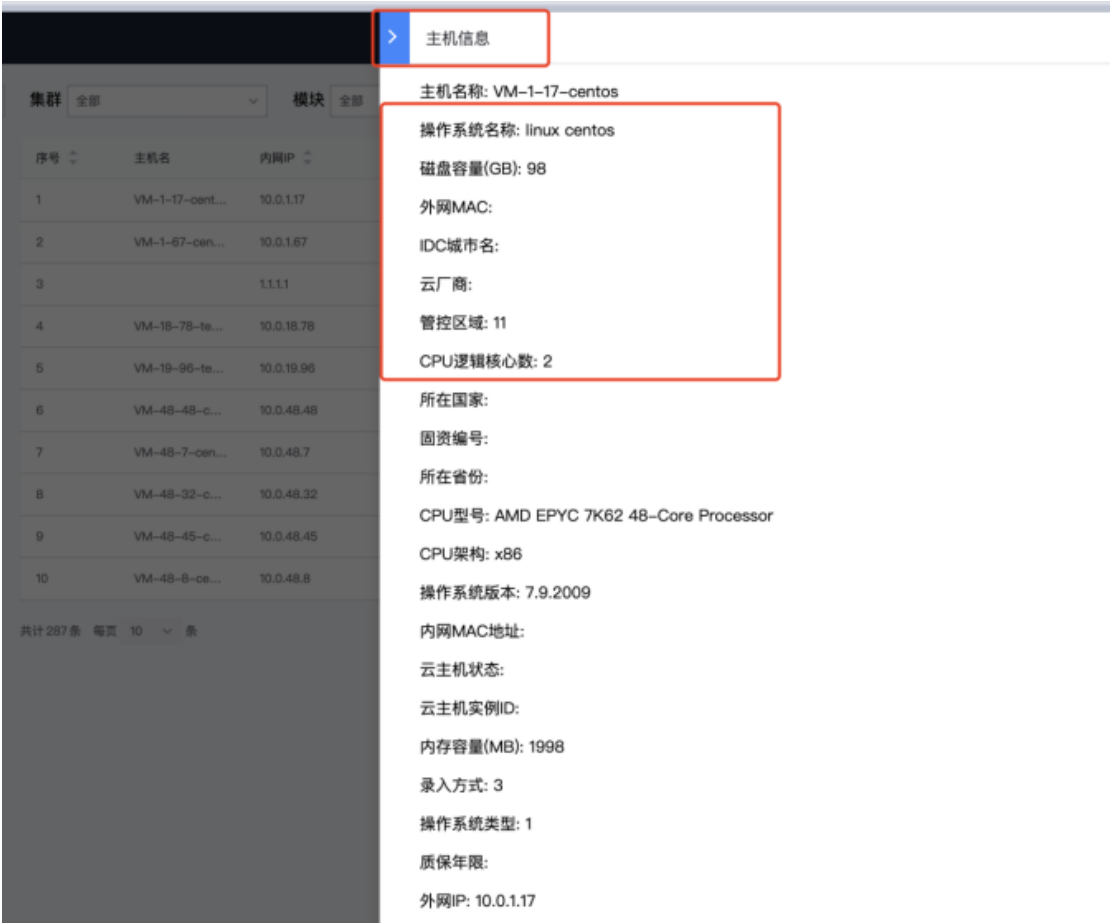 主机信息
集群 全部 模块 全部
序号 主机名 内网IP
1 VM-1-17-cent... 10.0.1.17
2 VM-1-67-cen... 10.0.1.67
3 1.1.1.1
4 VM-18-78-te... 10.0.18.78
5 VM-19-96-te... 10.0.19.96
6 VM-48-48-c... 10.0.48.48
7 VM-48-7-cen... 10.0.48.7
8 VM-48-32-c... 10.0.48.32
9 VM-48-45-c... 10.0.48.45
10 VM-48-8-ce... 10.0.48.8
共计287条 每页 10 条
主机名称: VM-1-17-centos
操作系统名称: linux centos
磁盘容量(GB): 98
外网MAC:
IDC城市名:
云厂商:
管控区域: 11
CPU逻辑核心数: 2
所在国家:
固资编号:
所在省份:
CPU型号: AMD EPYC 7K62 48-Core Processor
CPU架构: x86
操作系统版本: 7.9.2009
内网MAC地址:
云主机状态:
云主机实例ID:
内存容量(MB): 1998
录入方式: 3
操作系统类型: 1
质保年限:
外网IP: 10.0.1.17